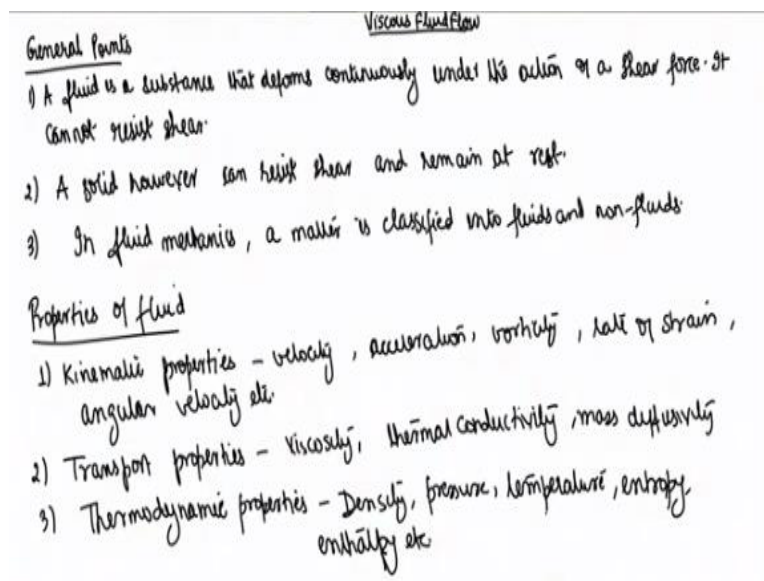 Viscous Fluid Flow
General Points
1) A fluid is a substance that deforms continuously under the action of a shear force. It
cannot resist shear.
2) A solid however can resist shear and remain at rest.
3) In fluid mechanics, a matter is classified into fluids and non-fluids.
Properties of fluid
1) Kinematic properties - velocity, acceleration, vorticity, rate of strain,
angular velocity etc.
2) Transport properties - Viscosity, thermal conductivity, mass diffusivity
3) Thermodynamic properties - Density, pressure, temperature, entropy,
enthalpy etc